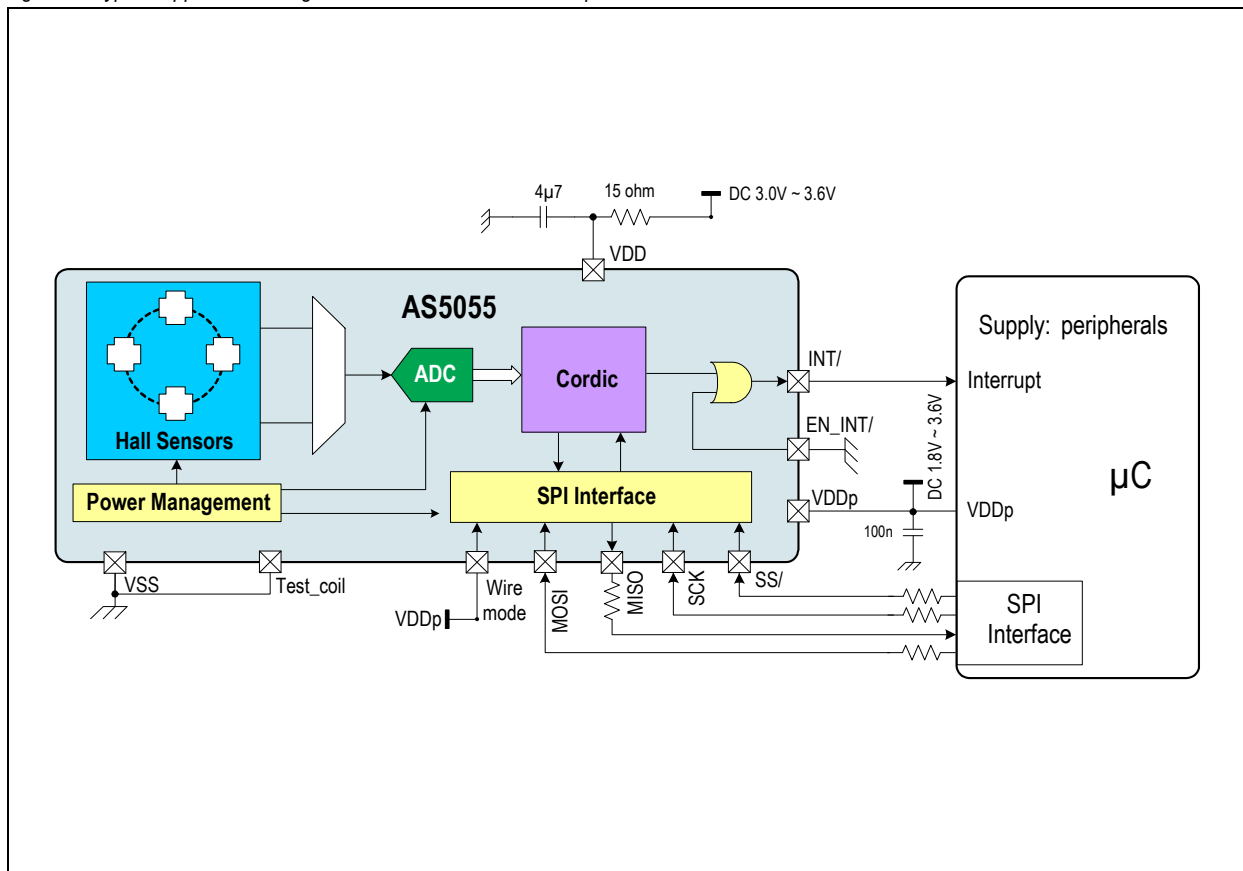 4µ7
15 ohm
DC 3.0V ~ 3.6V
VDD
AS5055
Supply: peripherals
INT/
ADC
Cordic
Interrupt
Hall Sensors
EN_INT/
DC 1.8V ~ 3.6V
µC
Power Management
SPI Interface
VDDp
VDDp
100n
VSS
Test_coil
Wire
mode
MOSI
MISO
SCK
SS/
VDDp
SPI
Interface